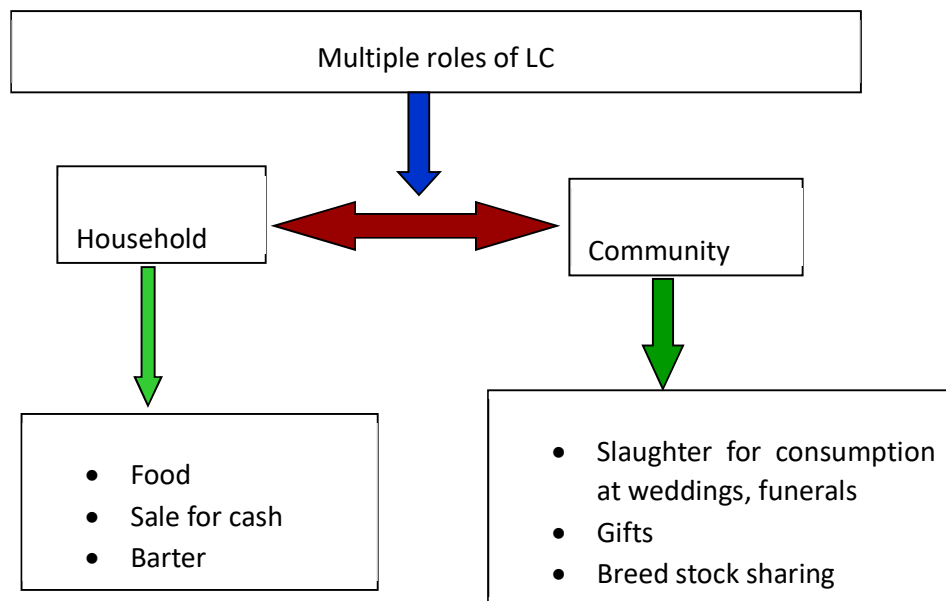 Multiple roles of LC
Household
Community
• Food
• Sale for cash
• Barter
• Slaughter for consumption
at weddings, funerals
• Gifts
• Breed stock sharing